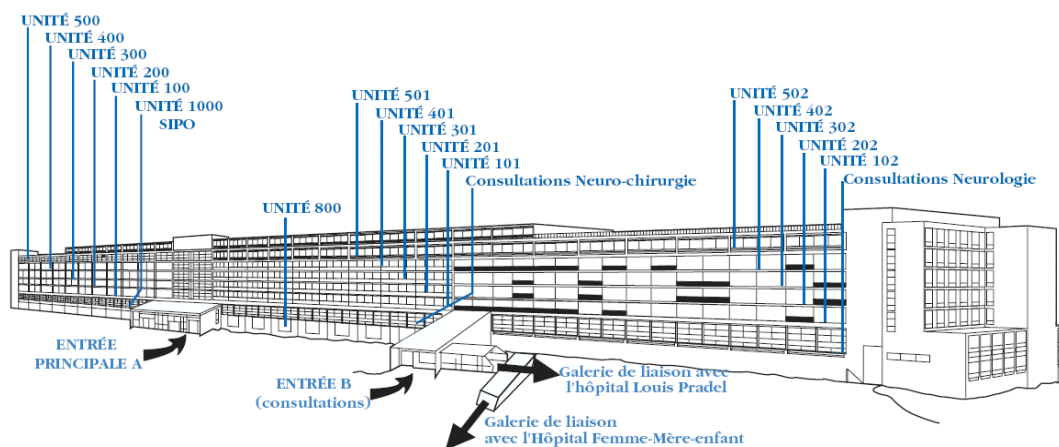 UNITÉ 500
UNITÉ 400
UNITÉ 300
UNITÉ 200
UNITÉ 100
UNITÉ 1000
SIPO
UNITÉ 501
UNITÉ 401
UNITÉ 301
UNITÉ 201
UNITÉ 101
Consultations Neuro-chirurgie
UNITÉ 502
UNITÉ 402
UNITÉ 302
UNITÉ 202
UNITÉ 102
Consultations Neurologie
UNITÉ 800
ENTRÉE
PRINCIPALE A
ENTRÉE B
(consultations)
Galerie de liaison avec
l'hôpital Louis Pradel
Galerie de liaison
avec l'Hôpital Femme-Mère-enfant